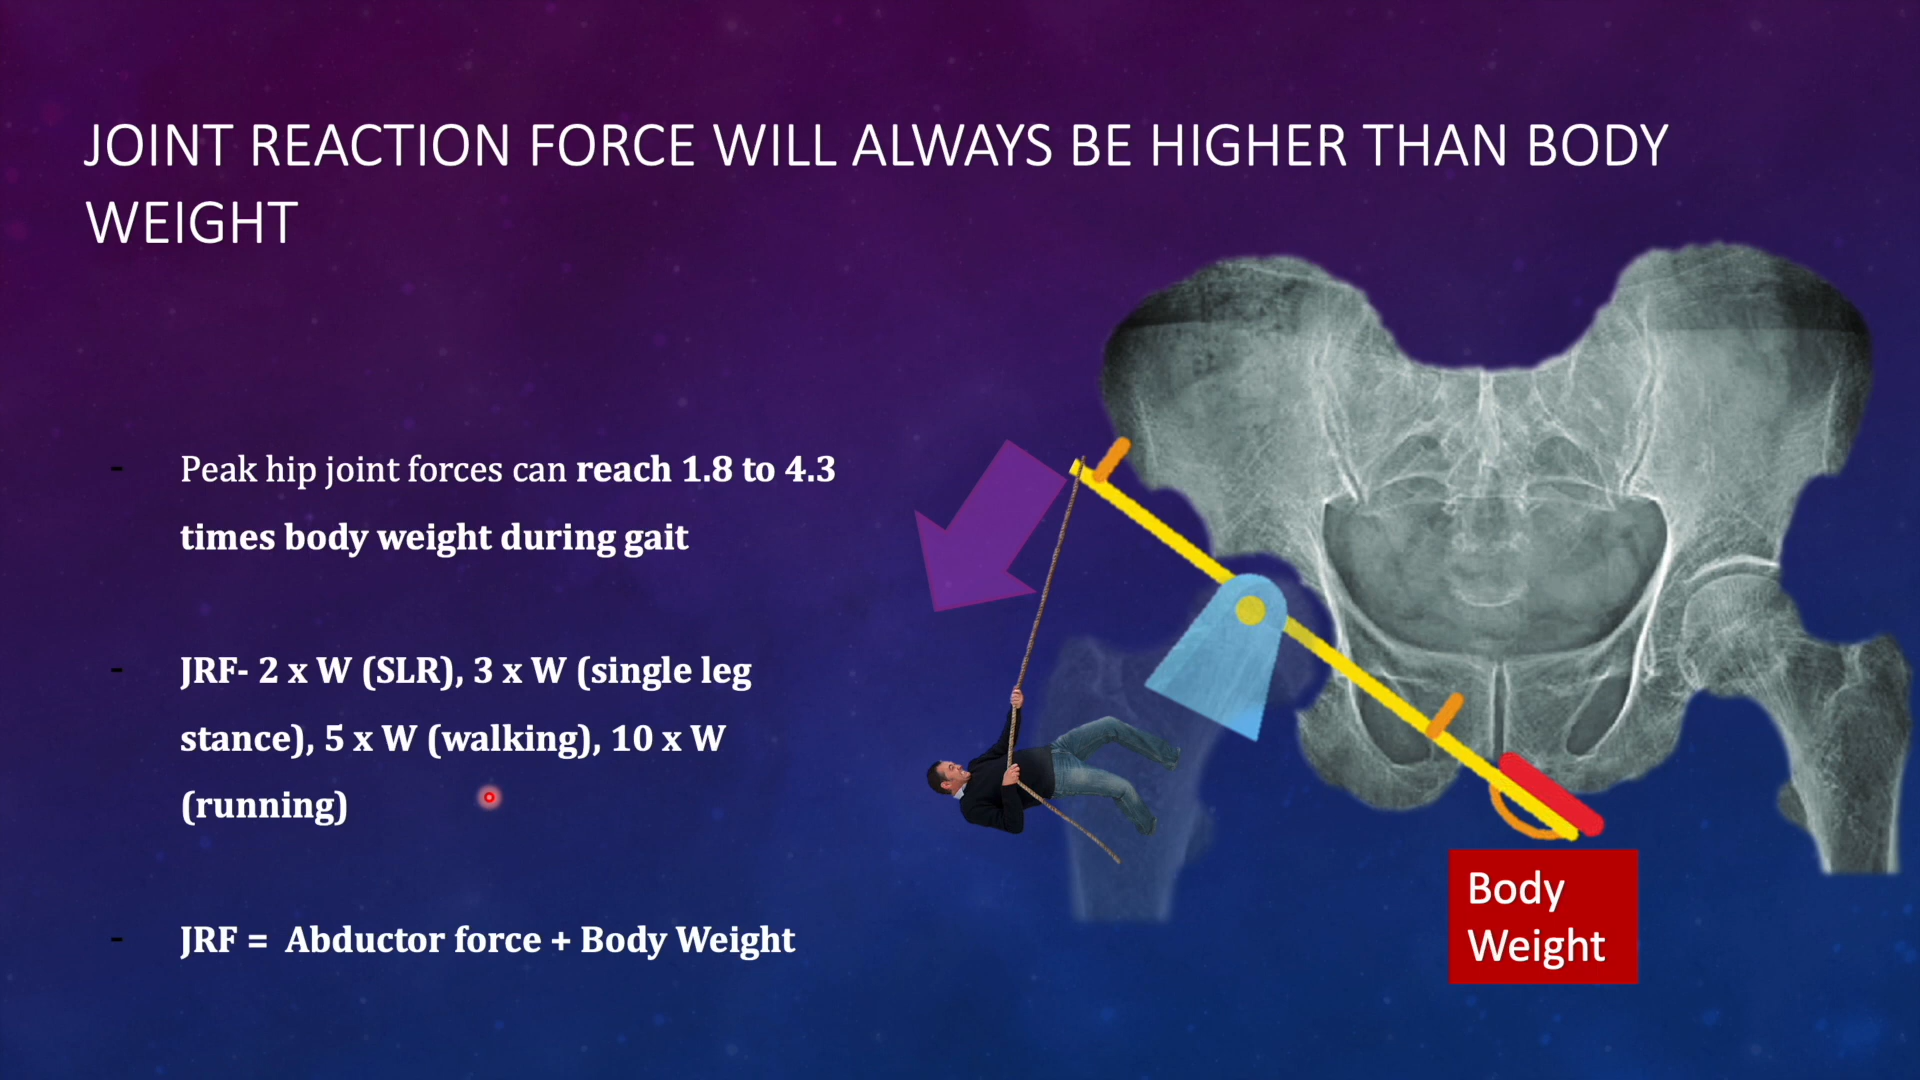 JOINT REACTION FORCE WILL ALWAYS BE HIGHER THAN BODY
WEIGHT
- Peak hip joint forces can reach 1.8 to 4.3
times body weight during gait
- JRF- 2 x W (SLR), 3 x W (single leg
stance), 5 x W (walking), 10 x W
(running)
- JRF = Abductor force + Body Weight
Body
Weight